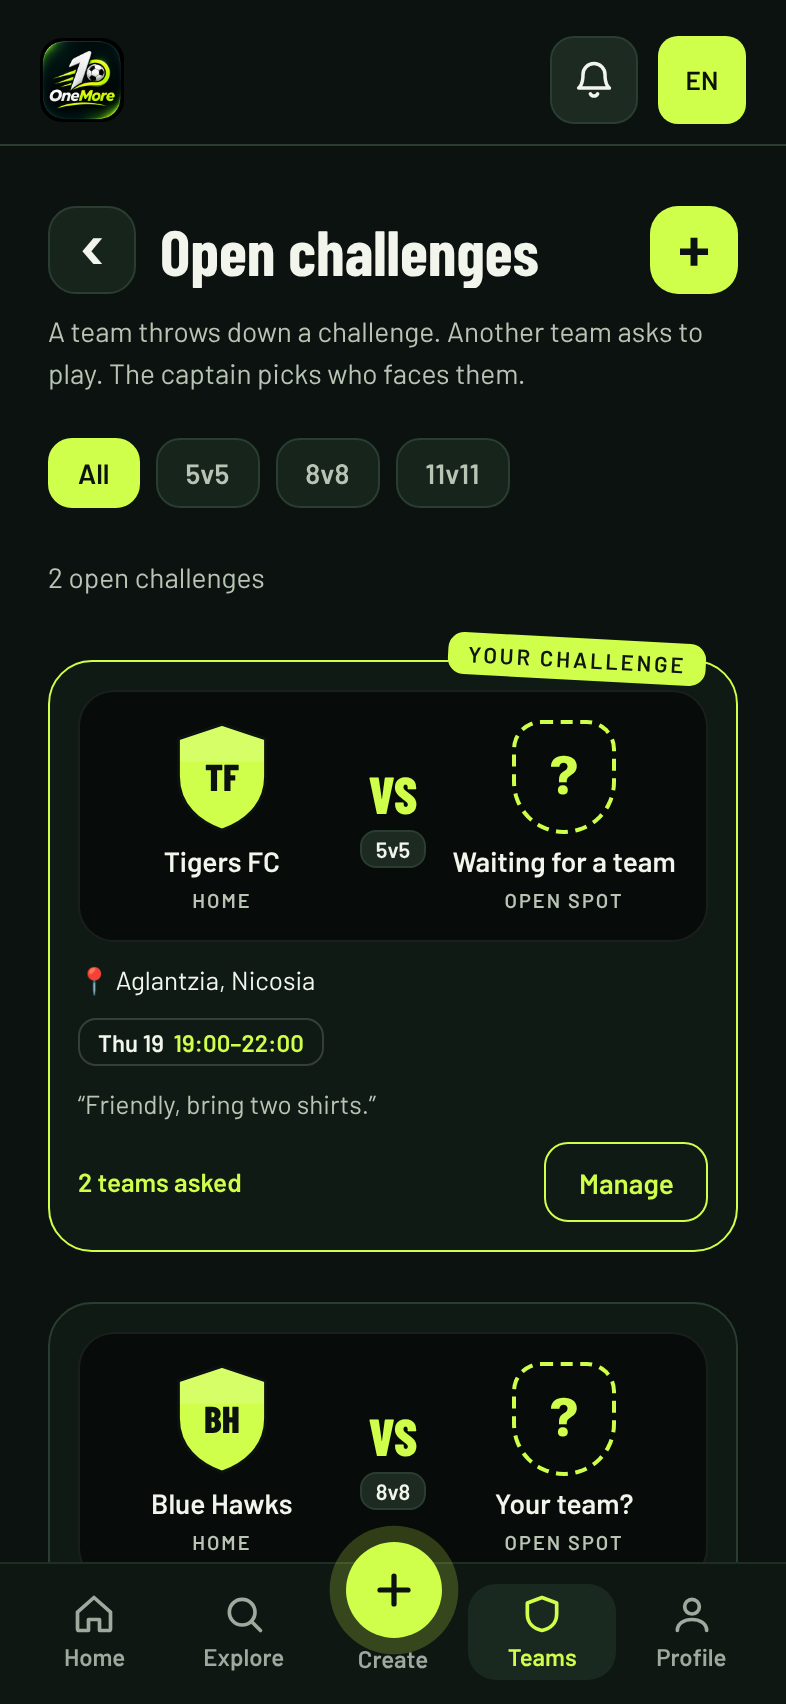 1
OneMore
EN
‹
Open challenges
+
A team throws down a challenge. Another team asks to
play. The captain picks who faces them.
All
5v5
8v8
11v11
2 open challenges
YOUR CHALLENGE
TF
VS
?
5v5
Tigers FC
Waiting for a team
HOME
OPEN SPOT
📍 Aglantzia, Nicosia
Thu 19 19:00–22:00
“Friendly, bring two shirts.”
2 teams asked
Manage
BH
VS
?
8v8
Blue Hawks
Your team?
HOME
OPEN SPOT
+
Home
Explore
Create
Teams
Profile